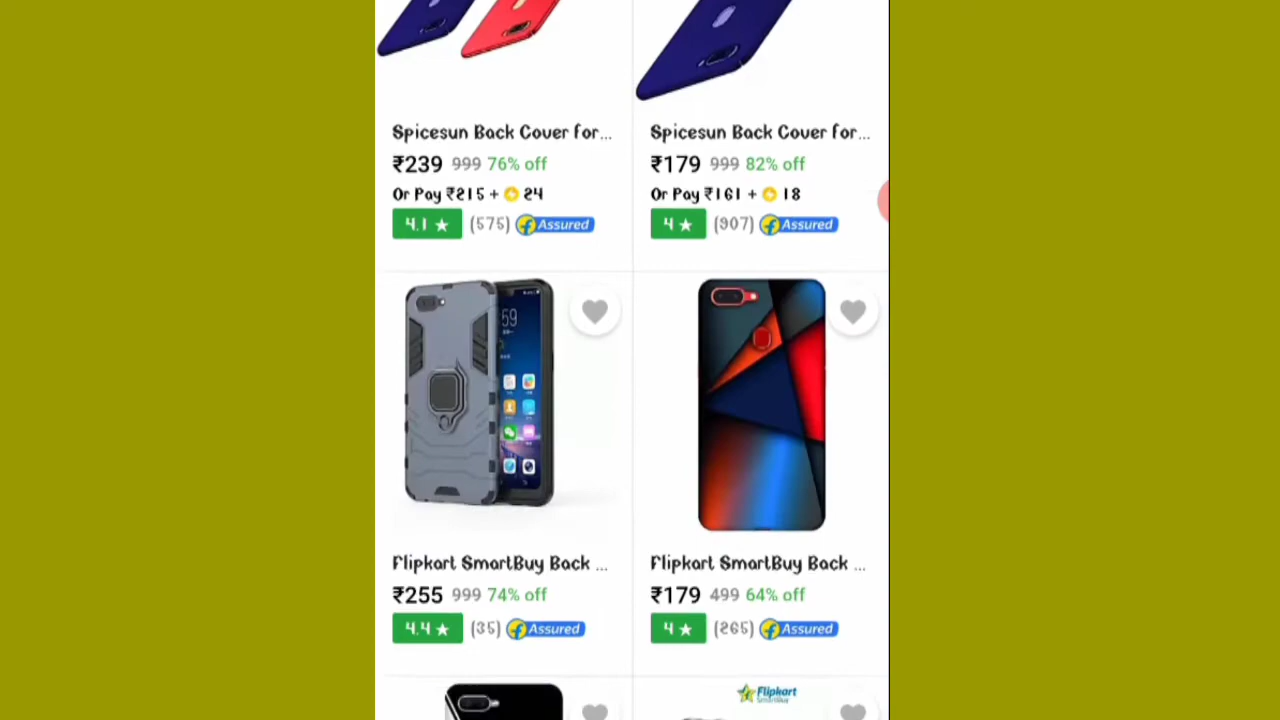 Spicesun Back Cover for...
₹239 999 76% off
Or Pay ₹215 + 24
4.1 ★ (575) Assured
Spicesun Back Cover for...
₹179 999 82% off
Or Pay ₹161 + 18
4 ★ (907) Assured
Flipkart SmartBuy Back ...
₹255 999 74% off
4.4 ★ (35) Assured
Flipkart SmartBuy Back ...
₹179 499 64% off
4 ★ (265) Assured
Flipkart
SmartBuy